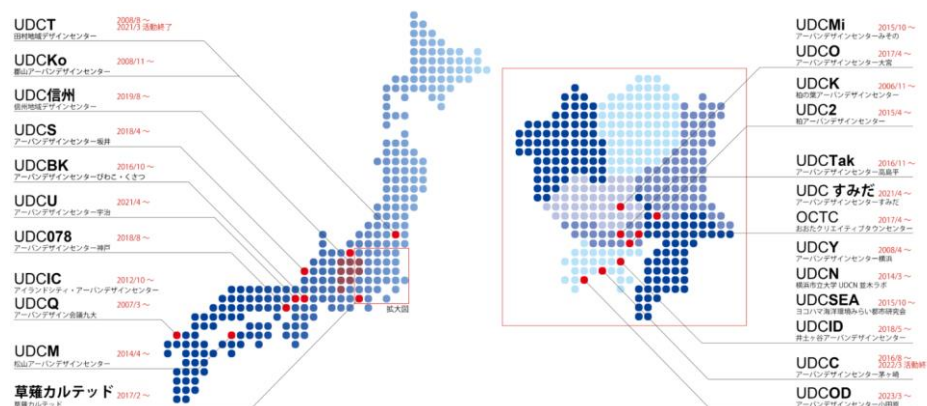 UDCT
2008/8 ～
2021/3 活動終了
田村地域デザインセンター
UDCKo
2008/11～
郡山アーバンデザインセンター
UDC信州
2019/8～
信州地域デザインセンター
UDCS
2018/4～
アーバンデザインセンター坂井
UDCBK
2016/10 ～
アーバンデザインセンターびわこ・くさつ
UDCU
2021/4 ～
アーバンデザインセンター宇治
UDC078
2018/8 ～
アーバンデザインセンター神戸
UDCIC
2012/10 ～
アイランドシティ・アーバンデザインセンター
UDCQ
2007/3 ～
アーバンデザイン会議九大
UDCM
2014/4 ～
松山アーバンデザインセンター
草薙カルテッド
2017/2 ～
草薙カルテッド
拡大図
UDCMi
2015/10 ～
アーバンデザインセンターみその
UDCO
2017/4 ～
アーバンデザインセンター大宮
UDCK
2006/11 ～
柏の葉アーバンデザインセンター
UDC2
2015/4 ～
柏アーバンデザインセンター
UDCTak
2016/11 ～
アーバンデザインセンター高島平
UDC すみだ
2021/4 ～
アーバンデザインセンターすみだ
OCTC
2017/4 ～
おおたクリエイティブタウンセンター
UDCY
2008/4 ～
アーバンデザインセンター横浜
UDCN
2014/3 ～
横浜市立大学 UDCN 並木ラボ
UDCSEA
2015/10 ～
ヨコハマ海洋環境みらい都市研究会
UDCID
2018/5 ～
井土ヶ谷アーバンデザインセンター
UDCC
2016/8 ～
2022/3 活動終
アーバンデザインセンター茅ヶ崎
UDCOD
2023/3 ～
アーバンデザインセンター小田原